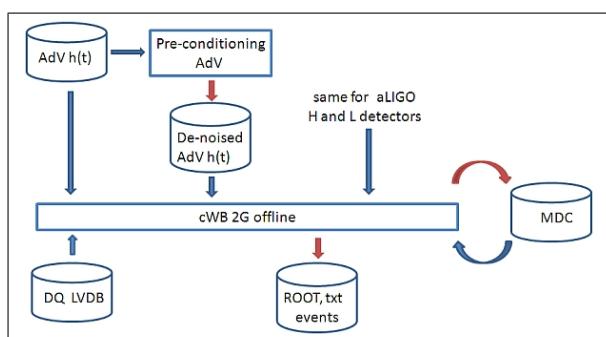 AdV h(t)
Pre-conditioning
AdV
De-noised
AdV h(t)
same for aLIGO
H and L detectors
cWB 2G offline
MDC
DQ LVDB
ROOT, txt
events